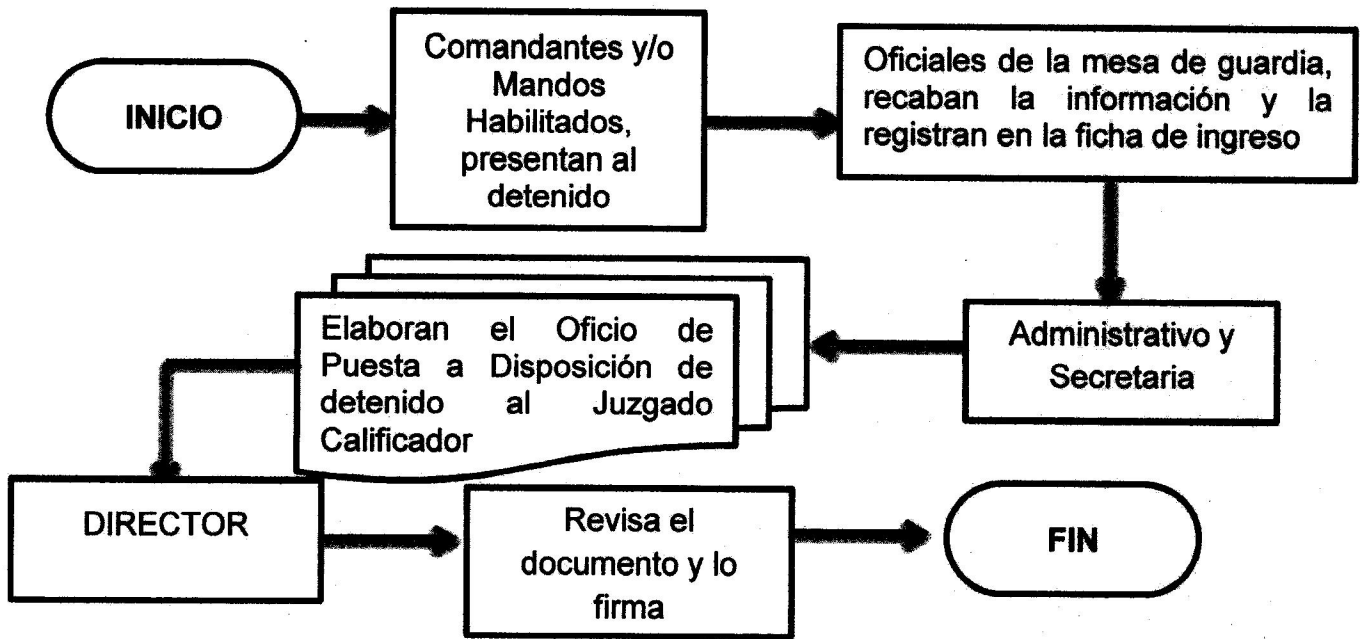 INICIO
Comandantes y/o
Mandos
Habilitados,
presentan al
detenido
Oficiales de la mesa de guardia,
recaban la información y la
registran en la ficha de ingreso
Administrativo y
Secretaria
Elaboran el Oficio de
Puesta a Disposición de
detenido al Juzgado
Calificador
DIRECTOR
Revisa el
documento y lo
firma
FIN